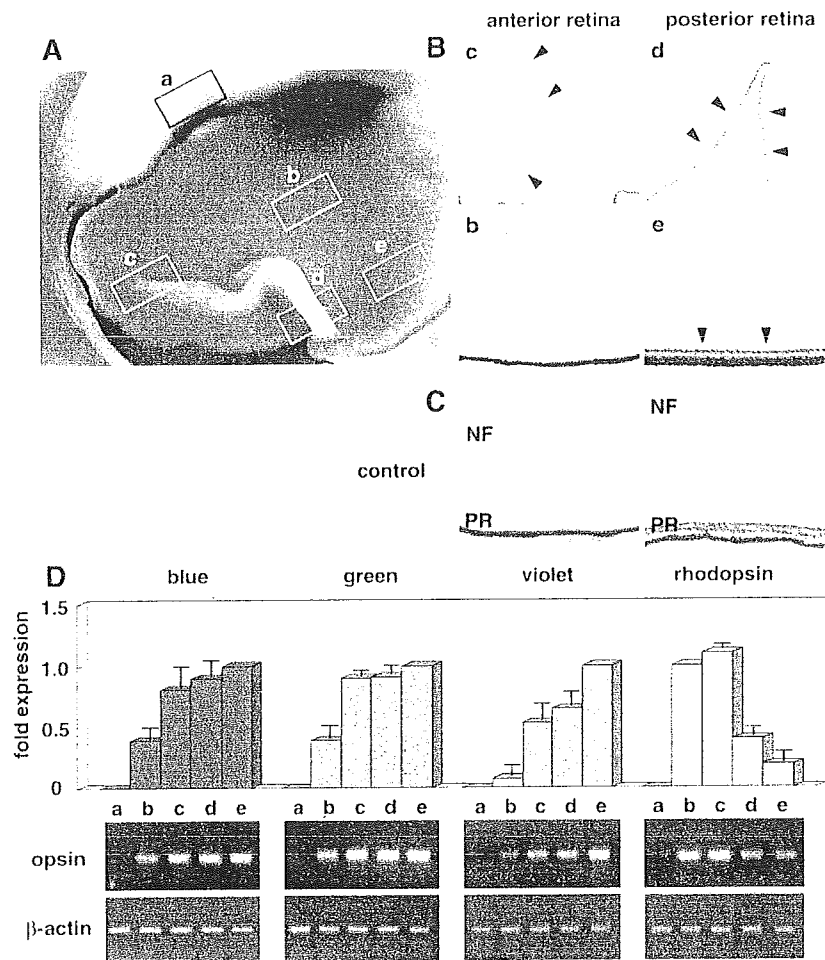 anterior retina posterior retina
A
B
a
b
c
d
e
c
d
b
e
C
NF
NF
control
PR
PR
D
blue green violet rhodopsin
fold expression
1.5
1.0
0.5
0
a b c d e a b c d e a b c d e a b c d e
opsin
β-actin